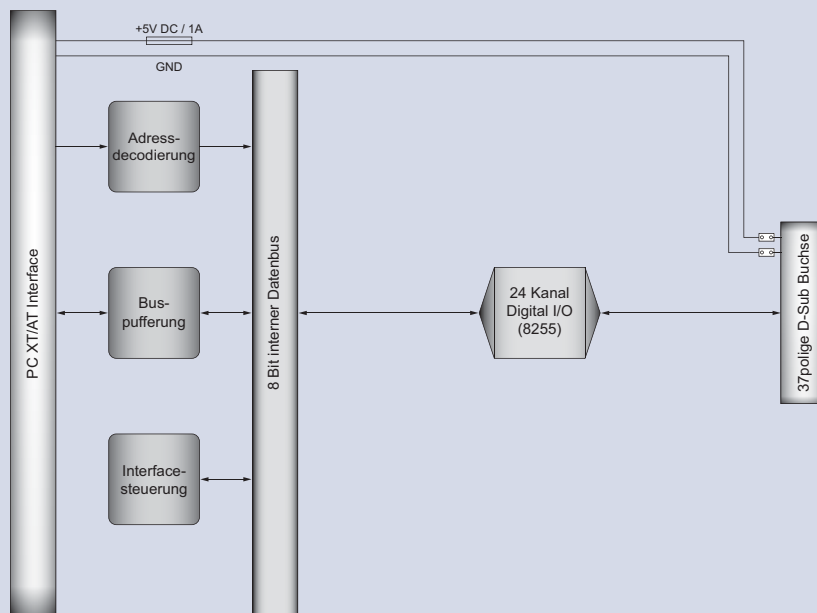 +5V DC / 1A
GND
PC XT/AT Interface
Adress-
decodierung
Bus-
pufferung
Interface-
steuerung
8 Bit interner Datenbus
24 Kanal
Digital I/O
(8255)
37polige D-Sub Buchse